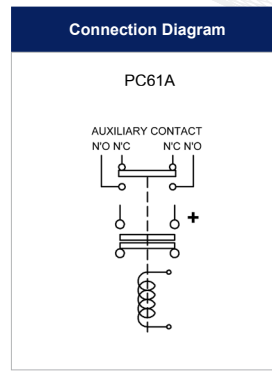 Connection Diagram
PC61A
AUXILIARY CONTACT
N'O N'C N'C N'O
+